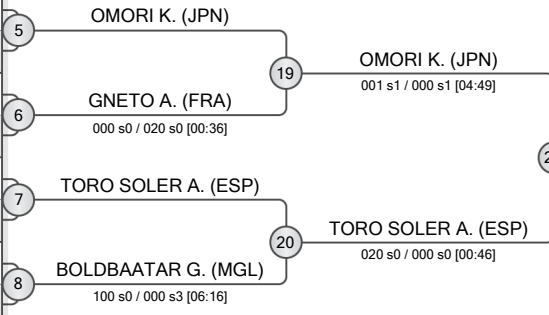 5
OMORI K. (JPN)
19
OMORI K. (JPN)
001 s1 / 000 s1 [04:49]
6
GNETO A. (FRA)
000 s0 / 020 s0 [00:36]
7
TORO SOLER A. (ESP)
20
TORO SOLER A. (ESP)
020 s0 / 000 s0 [00:46]
8
BOLDBAATAR G. (MGL)
100 s0 / 000 s3 [06:16]